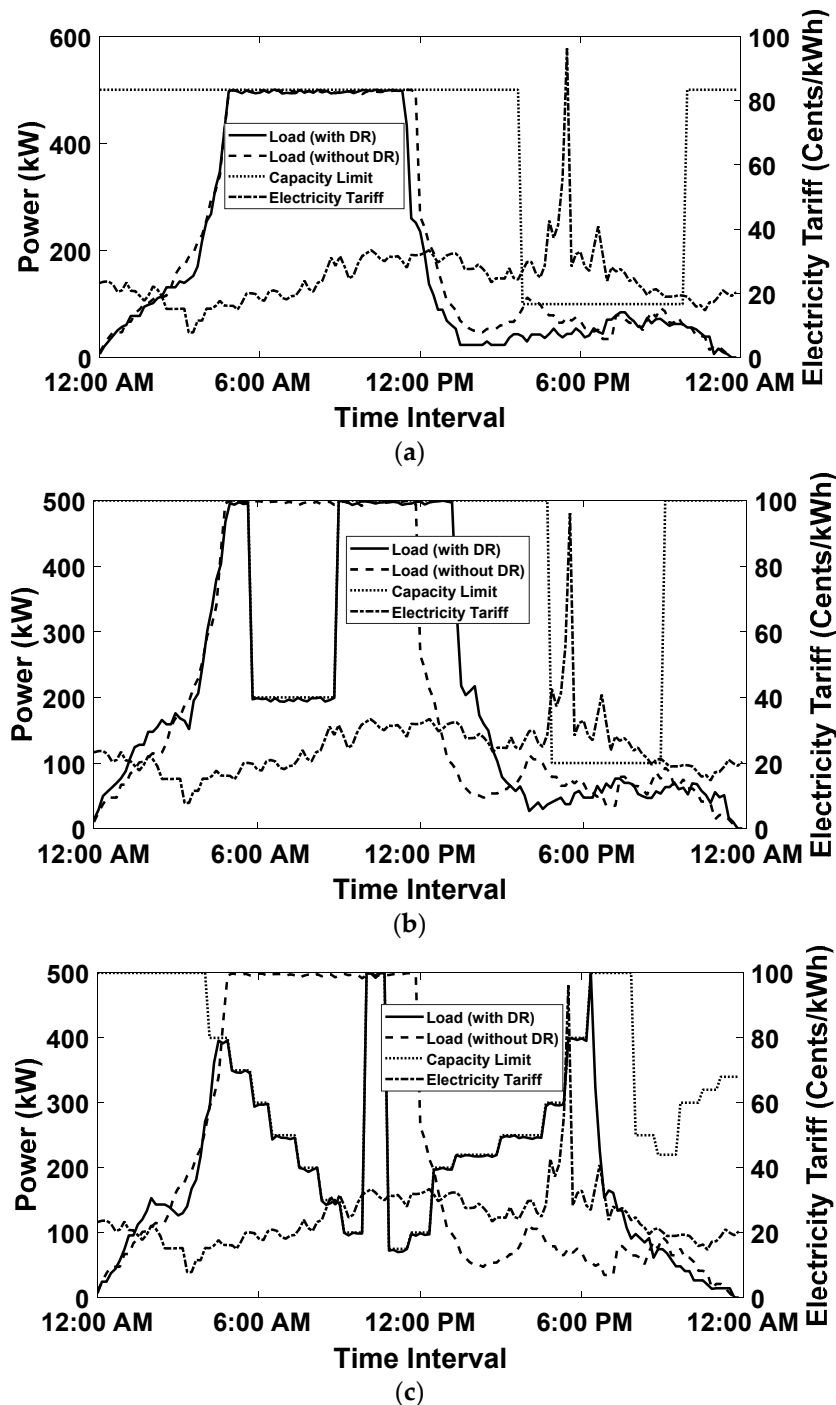 600
500
400
200
0
Power (kW)
100
80
60
40
20
0
Electricity Tariff (Cents/kWh)
Load (with DR)
Load (without DR)
Capacity Limit
Electricity Tariff
12:00 AM
6:00 AM
12:00 PM
6:00 PM
12:00 AM
Time Interval
(a)
500
400
300
200
100
0
Power (kW)
100
80
60
40
20
0
Electricity Tariff (Cents/kWh)
Load (with DR)
Load (without DR)
Capacity Limit
Electricity Tariff
12:00 AM
6:00 AM
12:00 PM
6:00 PM
12:00 AM
Time Interval
(b)
500
400
300
200
100
0
Power (kW)
100
80
60
40
20
0
Electricity Tariff (Cents/kWh)
Load (with DR)
Load (without DR)
Capacity Limit
Electricity Tariff
12:00 AM
6:00 AM
12:00 PM
6:00 PM
12:00 AM
Time Interval
(c)